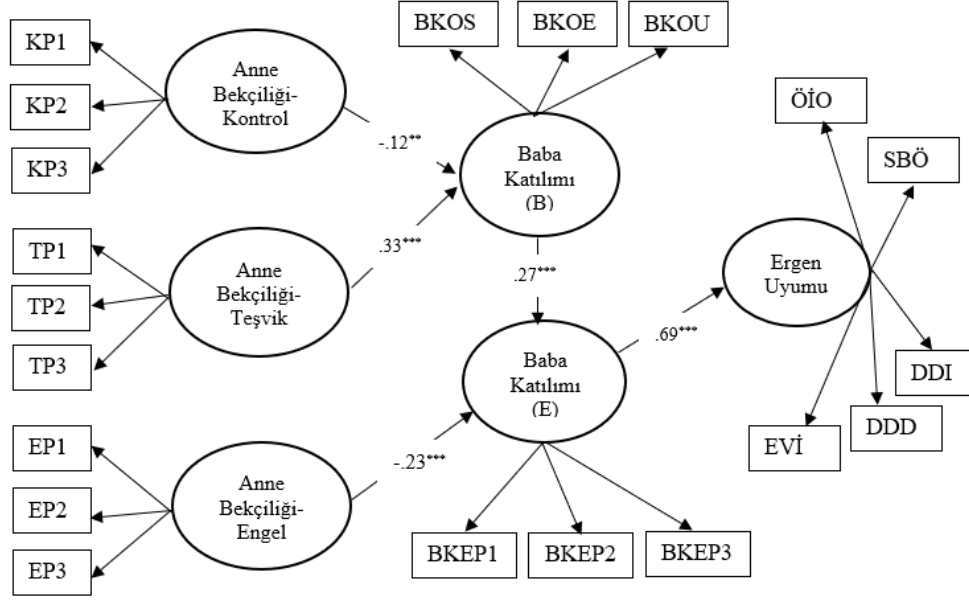 KP1
KP2
KP3
Anne
Bekçiliği-
Kontrol
-.12**
BKOS
BKOE
BKOU
Baba
Katılımı
(B)
TP1
TP2
TP3
Anne
Bekçiliği-
Teşvik
.33***
.27***
Baba
Katılımı
(E)
EP1
EP2
EP3
Anne
Bekçiliği-
Engel
-.23***
BKEP1
BKEP2
BKEP3
.69***
Ergen
Uyumu
ÖİO
SBÖ
DDI
DDD
EVİ